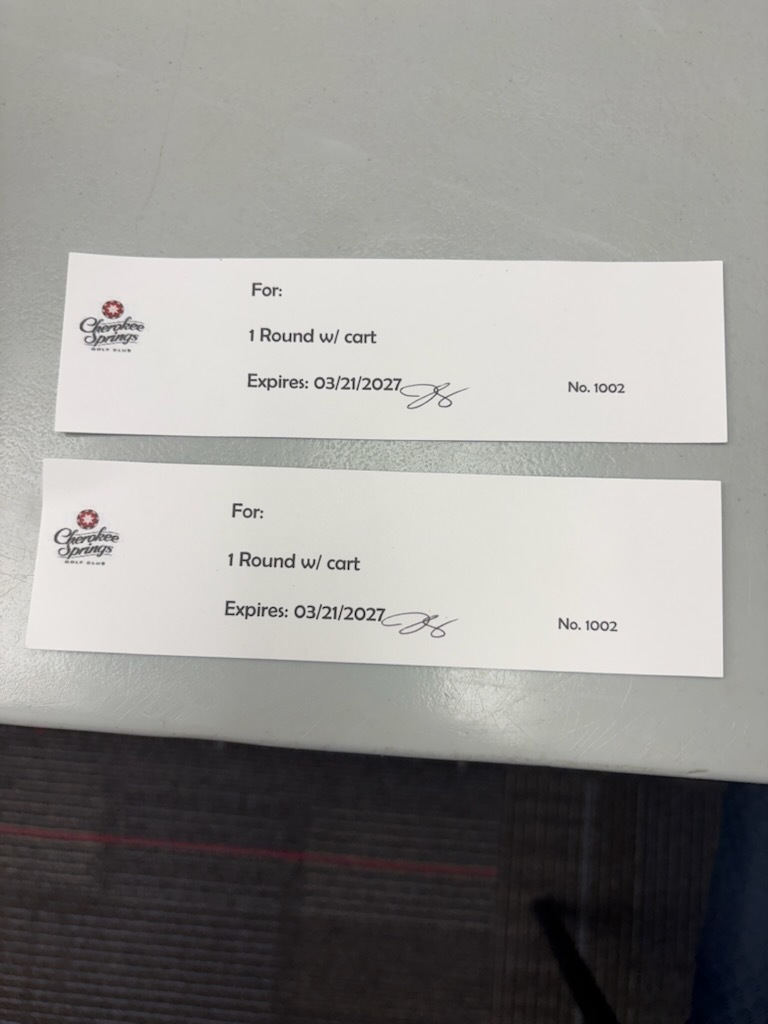 Cherokee
Springs
GOLF CLUB
For:
1 Round w/ cart
Expires: 03/21/2027
No. 1002
Cherokee
Springs
GOLF CLUB
For:
1 Round w/ cart
Expires: 03/21/2027
No. 1002